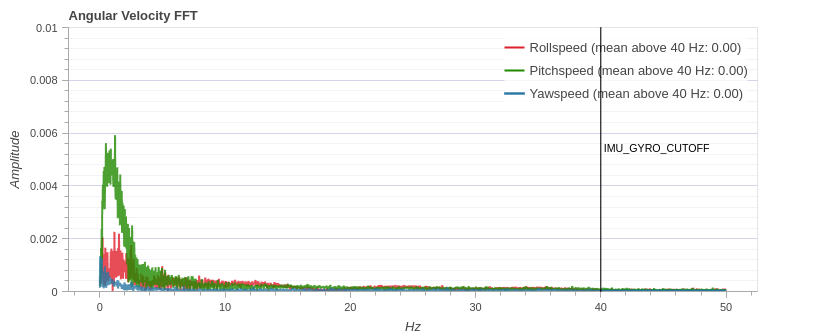 Angular Velocity FFT
0.01
0.008
0.006
0.004
0.002
0
Amplitude
Rollspeed (mean above 40 Hz: 0.00)
Pitchspeed (mean above 40 Hz: 0.00)
Yawspeed (mean above 40 Hz: 0.00)
IMU_GYRO_CUTOFF
0 10 20 30 40 50
Hz